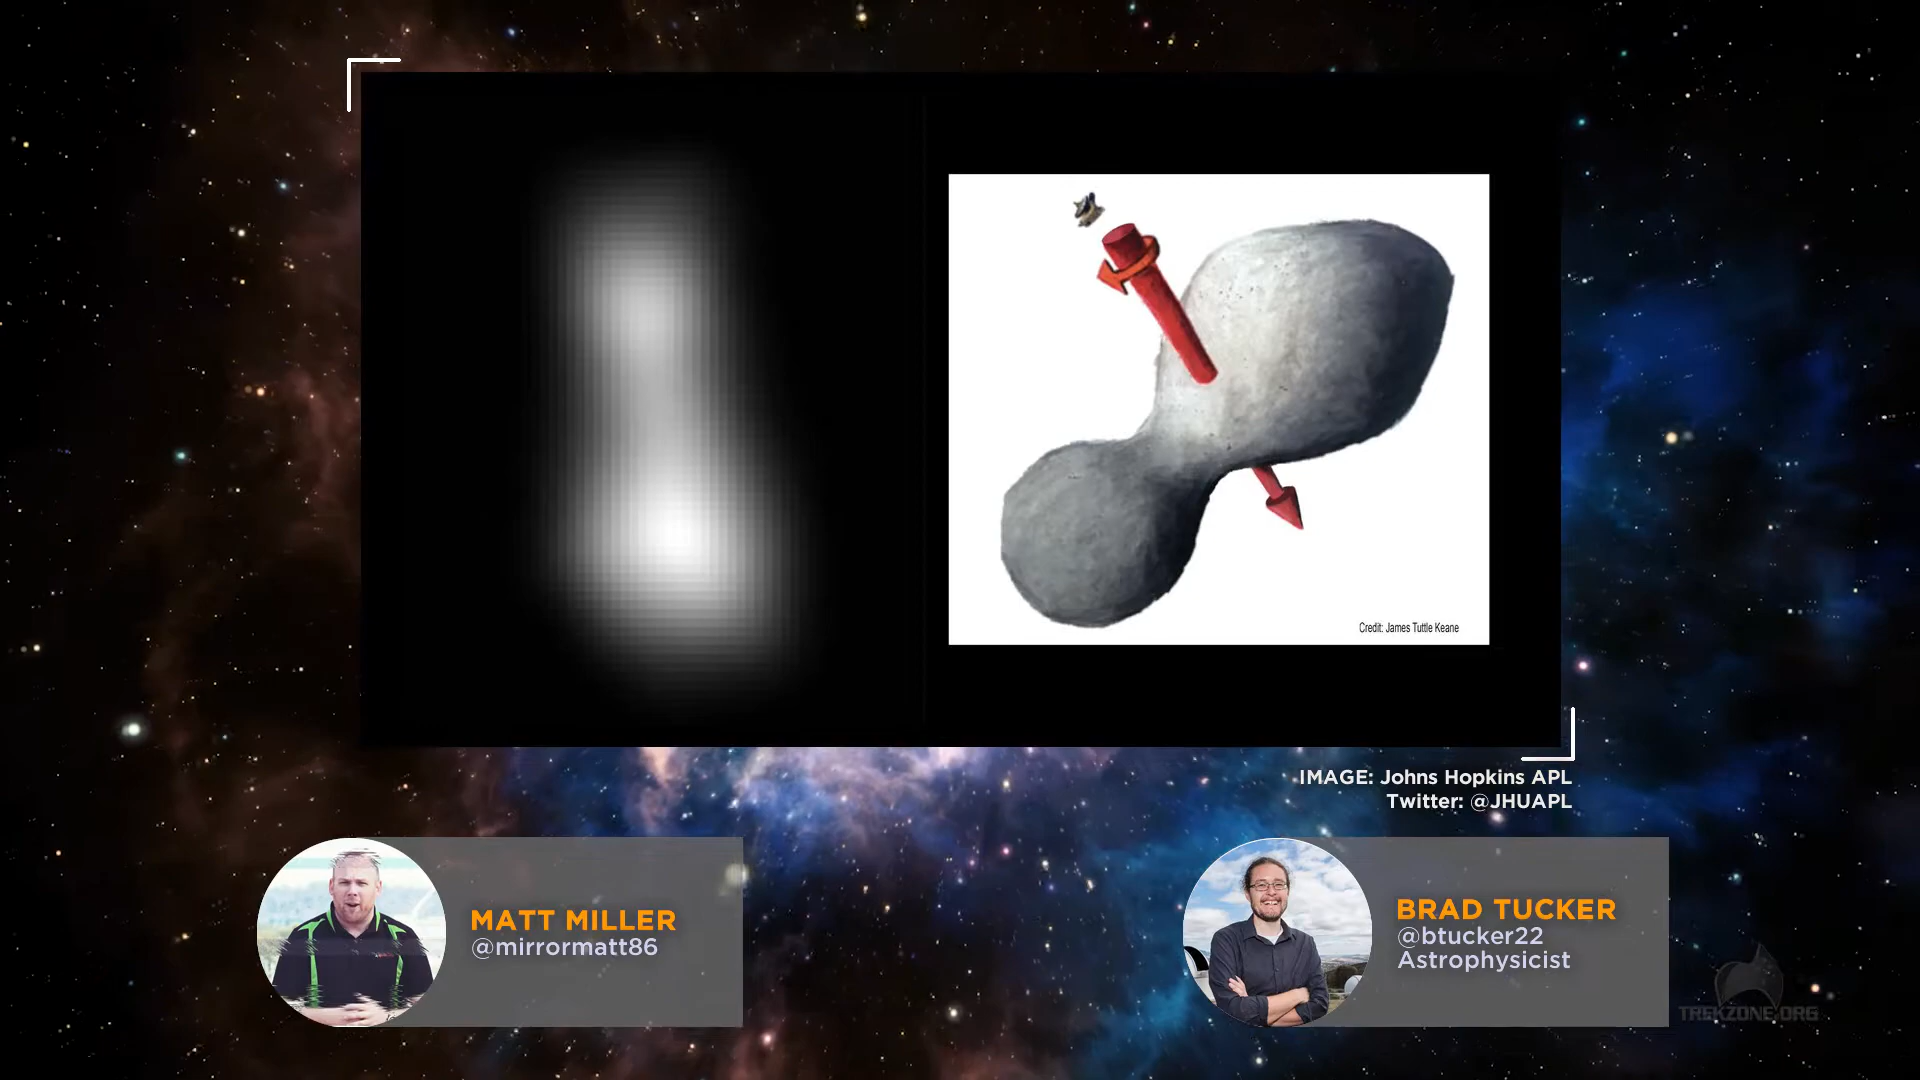 Credit: James Tuttle Keane
IMAGE: Johns Hopkins APL
Twitter: @JHUAPL
MATT MILLER
@mirrormatt86
BRAD TUCKER
@btucker22
Astrophysicist
TREKZONE.ORG